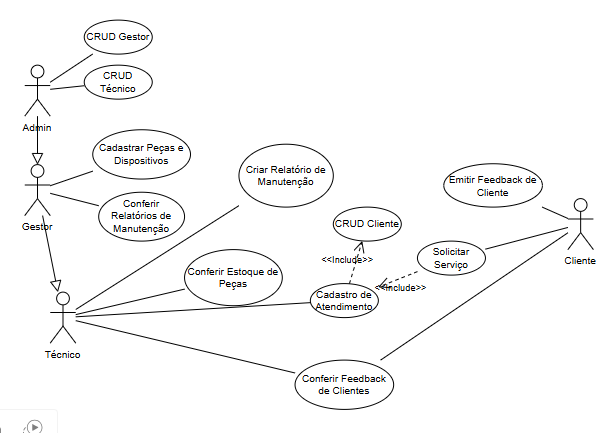 CRUD Gestor
CRUD
Técnico
Admin
Cadastrar Peças e
Dispositivos
Criar Relatório de
Manutenção
Emitir Feedback de
Cliente
Conferir
Relatórios de
Manutenção
Gestor
CRUD Cliente
Solicitar
Serviço
Cliente
<<Include>>
Conferir Estoque de
Peças
<<Include>>
Cadastro de
Atendimento
Técnico
Conferir Feedback
de Clientes